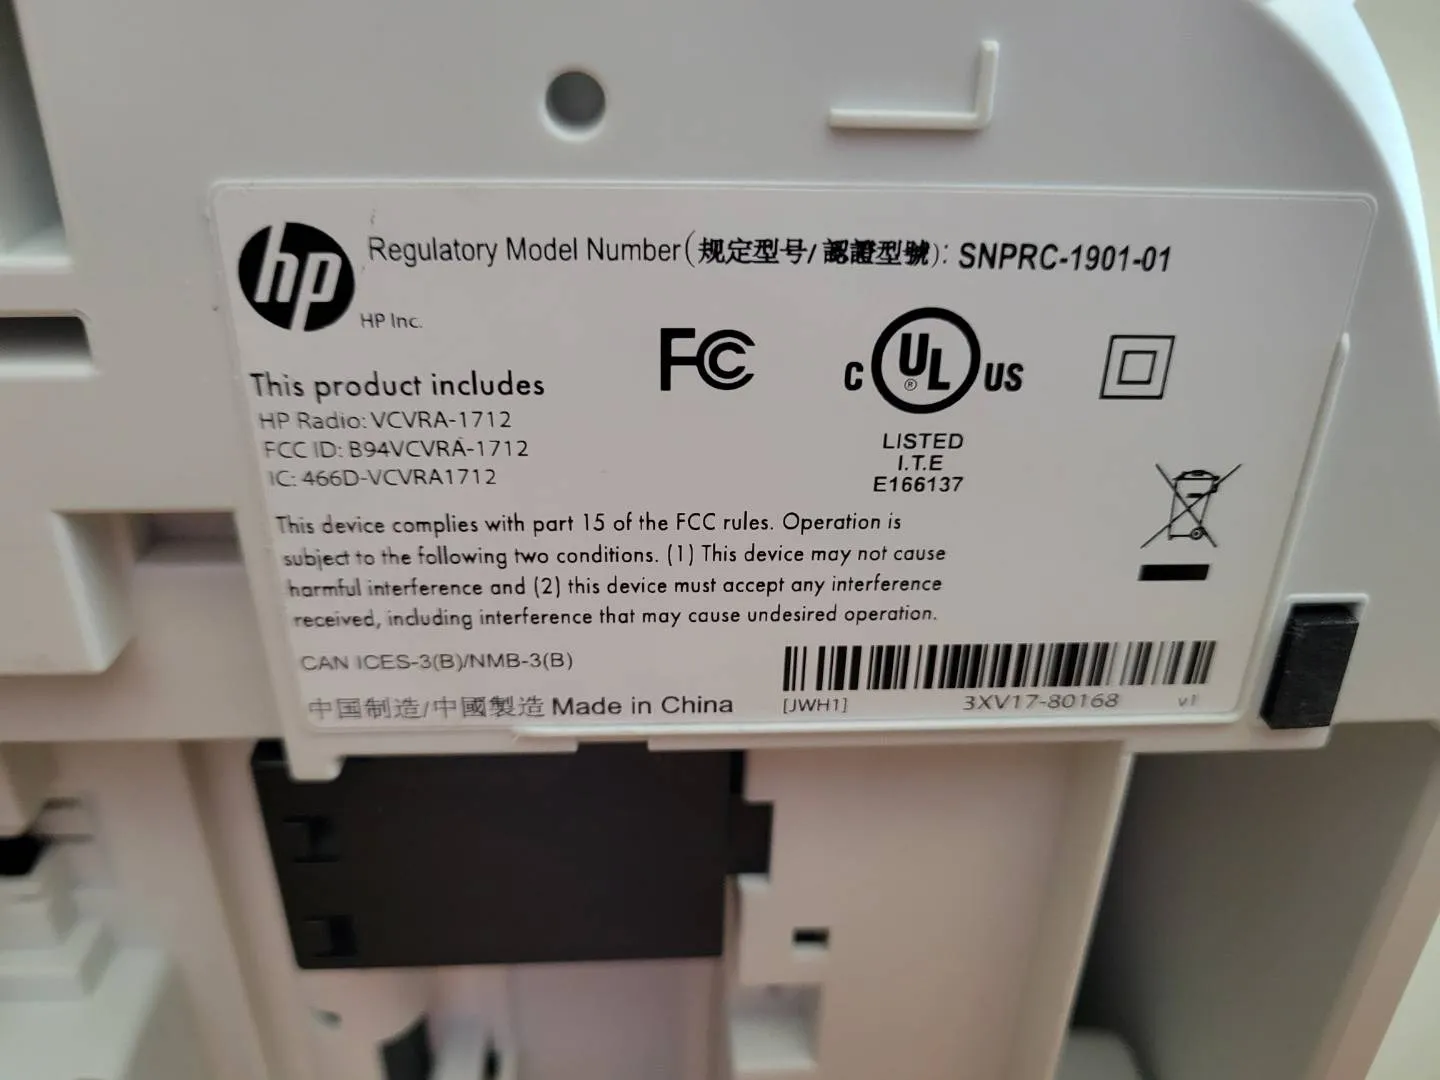 hp
Regulatory Model Number(规定型号/認證型號): SNPRC-1901-01
HP Inc.
FC
C UL ® US
LISTED
I.T.E
E166137
This product includes
HP Radio: VCVRA-1712
FCC ID: B94VCVRA-1712
IC: 466D-VCVRA1712
This device complies with part 15 of the FCC rules. Operation is
subject to the following two conditions. (1) This device may not cause
harmful interference and (2) this device must accept any interference
received, including interference that may cause undesired operation.
CAN ICES-3(B)/NMB-3(B)
中国制造/中國製造 Made in China
[JWH1] 3XV17-80168 v1